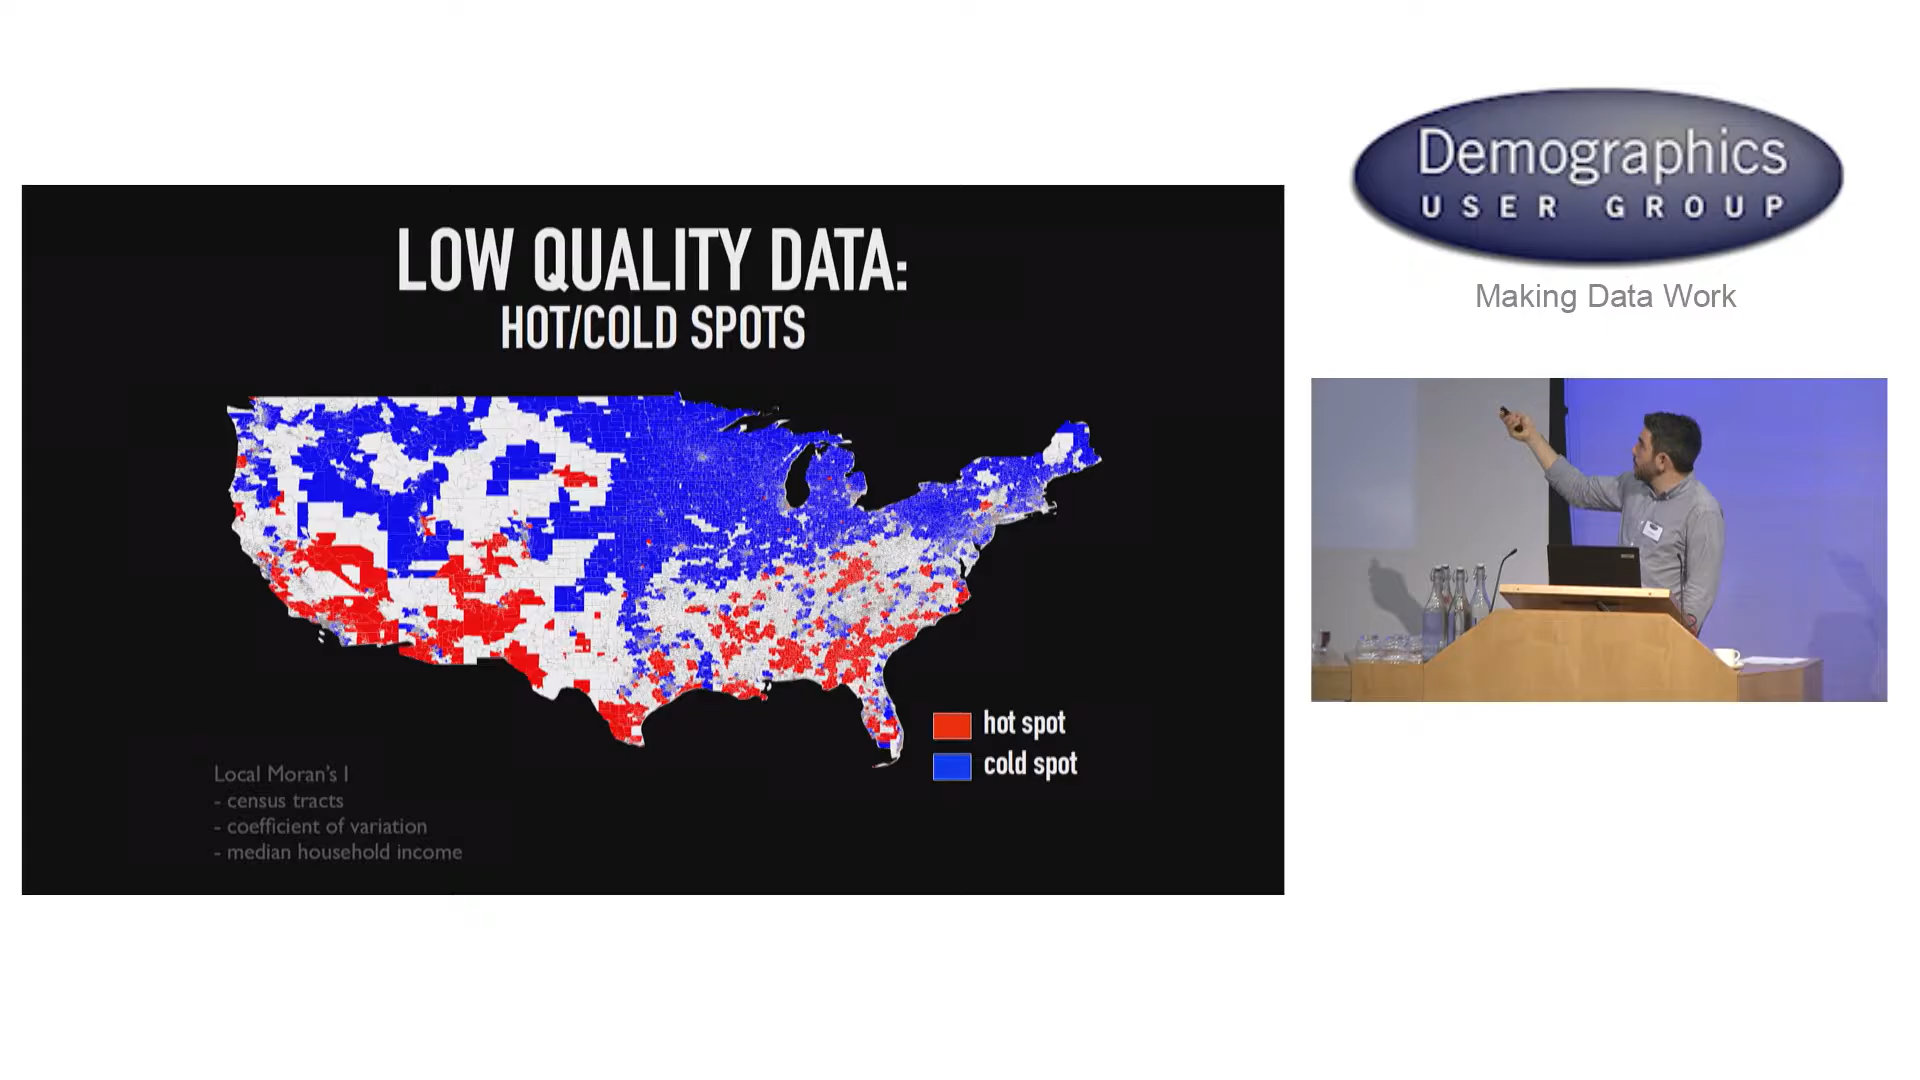 LOW QUALITY DATA:
HOT/COLD SPOTS
hot spot
cold spot
Local Moran's I
- census tracts
- coefficient of variation
- median household income
Demographics
USER GROUP
Making Data Work